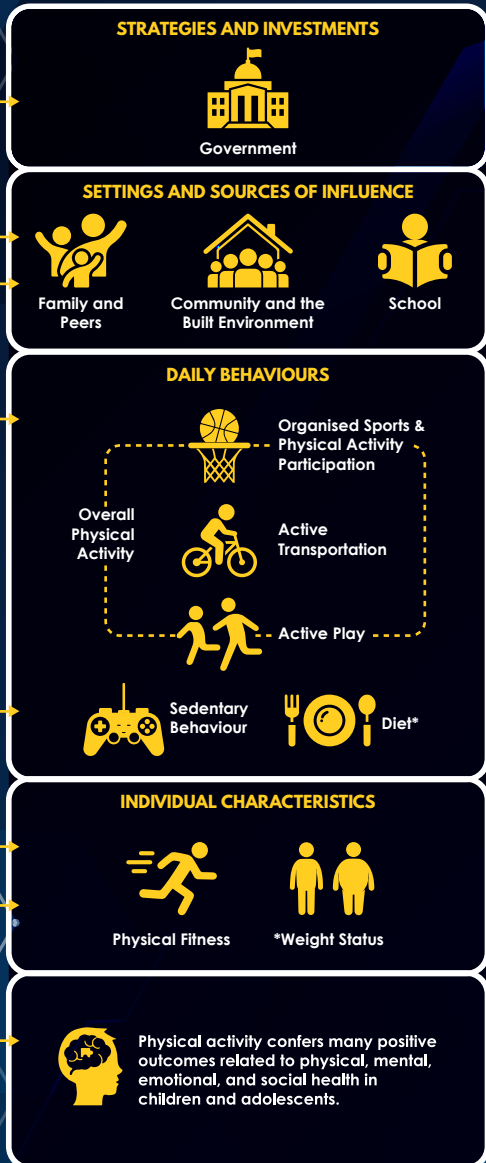 STRATEGIES AND INVESTMENTS
Government
SETTINGS AND SOURCES OF INFLUENCE
Family and
Peers
Community and the
Built Environment
School
DAILY BEHAVIOURS
Organised Sports &
Physical Activity
Participation
Overall
Physical
Activity
Active
Transportation
Active Play
Sedentary
Behaviour
Diet*
INDIVIDUAL CHARACTERISTICS
Physical Fitness
*Weight Status
Physical activity confers many positive
outcomes related to physical, mental,
emotional, and social health in
children and adolescents.